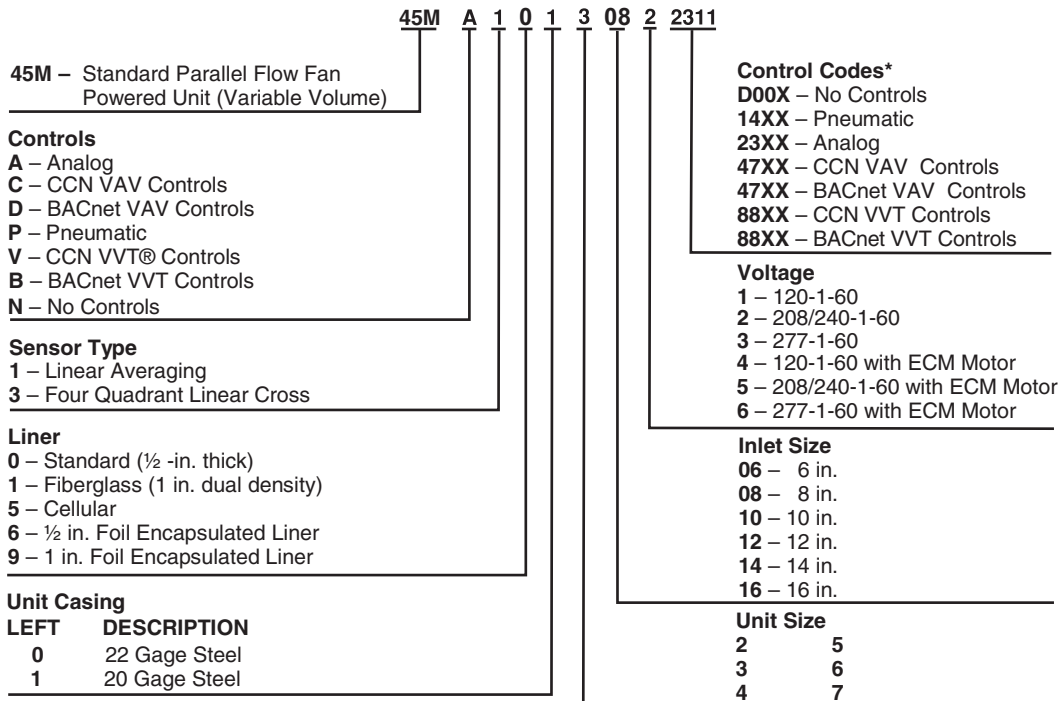 45M A 1 0 1 3 08 2 2311
45M – Standard Parallel Flow Fan
Powered Unit (Variable Volume)
Controls
A – Analog
C – CCN VAV Controls
D – BACnet VAV Controls
P – Pneumatic
V – CCN VVT® Controls
B – BACnet VVT Controls
N – No Controls
Sensor Type
1 – Linear Averaging
3 – Four Quadrant Linear Cross
Liner
0 – Standard (½ -in. thick)
1 – Fiberglass (1 in. dual density)
5 – Cellular
6 – ½ in. Foil Encapsulated Liner
9 – 1 in. Foil Encapsulated Liner
Unit Casing
LEFT DESCRIPTION
0 22 Gage Steel
1 20 Gage Steel
Control Codes*
D00X – No Controls
14XX – Pneumatic
23XX – Analog
47XX – CCN VAV Controls
47XX – BACnet VAV Controls
88XX – CCN VVT Controls
88XX – BACnet VVT Controls
Voltage
1 – 120-1-60
2 – 208/240-1-60
3 – 277-1-60
4 – 120-1-60 with ECM Motor
5 – 208/240-1-60 with ECM Motor
6 – 277-1-60 with ECM Motor
Inlet Size
06 – 6 in.
08 – 8 in.
10 – 10 in.
12 – 12 in.
14 – 14 in.
16 – 16 in.
Unit Size
2 5
3 6
4 7